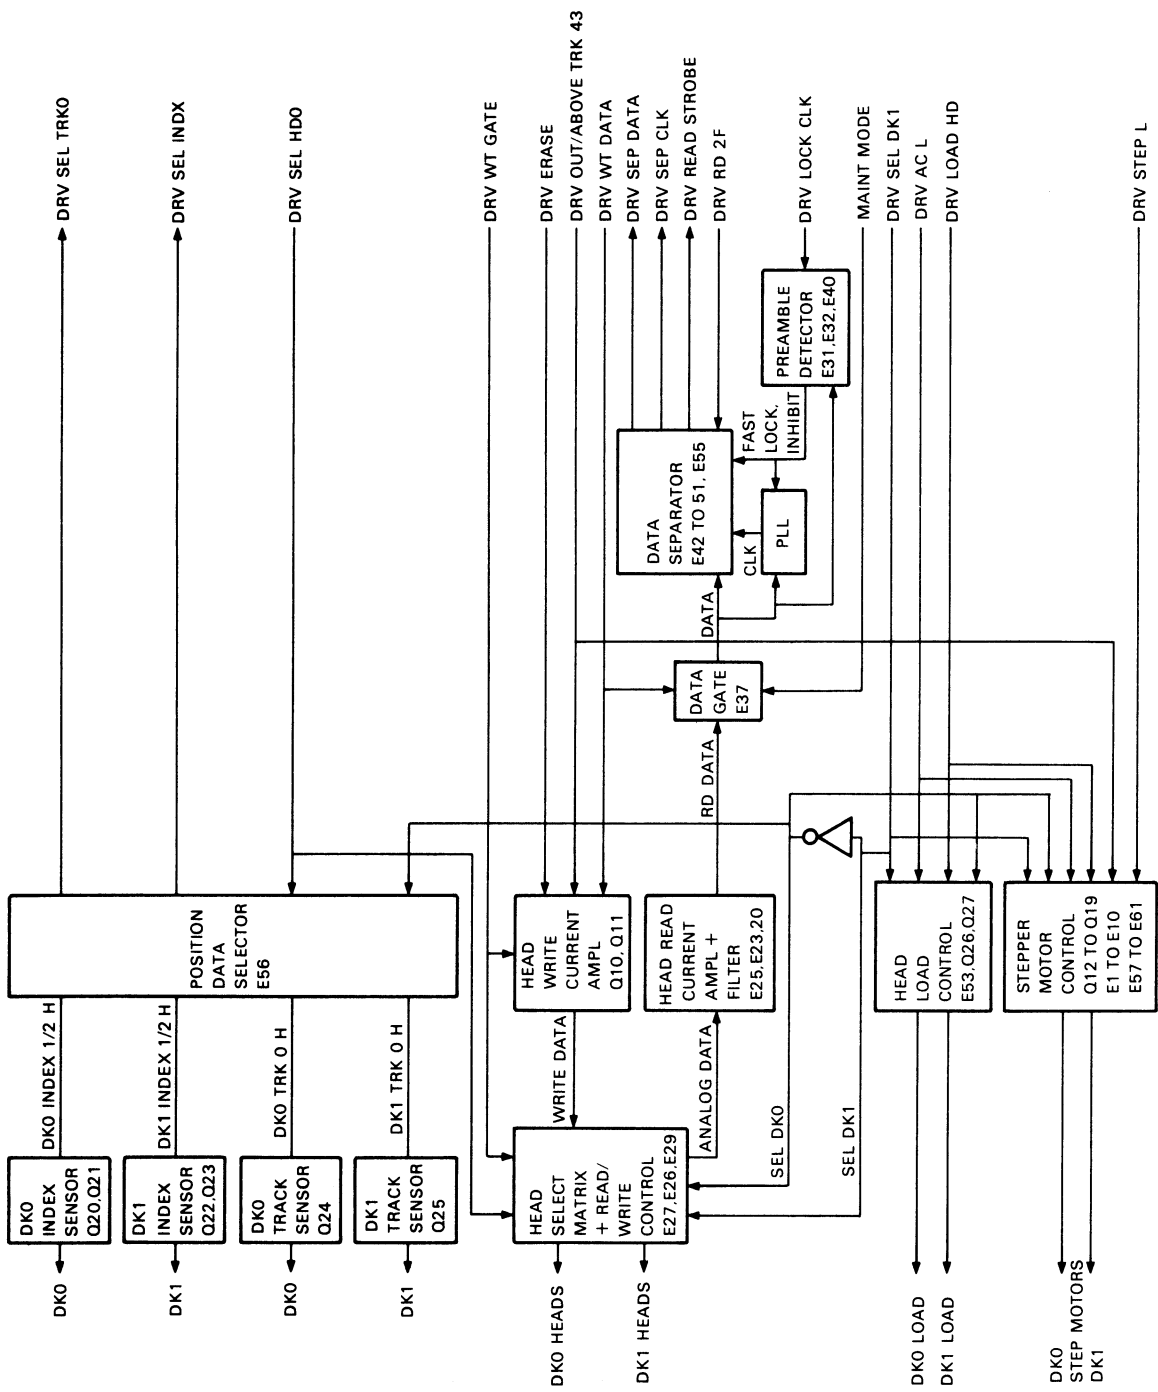 DRV SEL TRK0
DRV SEL INDX
DRV SEL HD0
DRV WT GATE
DRV ERASE
DRV OUT/ABOVE TRK 43
DRV WT DATA
DRV SEP DATA
DRV SEP CLK
DRV READ STROBE
DRV RD 2F
DRV LOCK CLK
MAINT MODE
DRV SEL DK1
DRV AC L
DRV LOAD HD
DRV STEP L
PREAMBLE
DETECTOR
E31,E32,E40
FAST
LOCK,
INHIBIT
DATA
SEPARATOR
E42 TO 51, E55
CLK
PLL
DATA
DATA
GATE
E37
RD DATA
POSITION
DATA
SELECTOR
E56
HEAD
WRITE
CURRENT
AMPL
Q10,Q11
HEAD READ
CURRENT
AMPL +
FILTER
E25,E23,20
HEAD
LOAD
CONTROL
E53,Q26,Q27
STEPPER
MOTOR
CONTROL
Q12 TO Q19
E1 TO E10
E57 TO E61
DK0 INDEX 1/2 H
DK1 INDEX 1/2 H
DK0 TRK 0 H
DK1 TRK 0 H
WRITE DATA
ANALOG DATA
SEL DK0
SEL DK1
DK0
INDEX
SENSOR
Q20,Q21
DK1
INDEX
SENSOR
Q22,Q23
DK0
TRACK
SENSOR
Q24
DK1
TRACK
SENSOR
Q25
HEAD
SELECT
MATRIX
+ READ/
WRITE
CONTROL
E27,E26,E29
DK0
DK1
DK0
DK1
DK0 HEADS
DK1 HEADS
DK0 LOAD
DK1 LOAD
DK0
STEP MOTORS
DK1